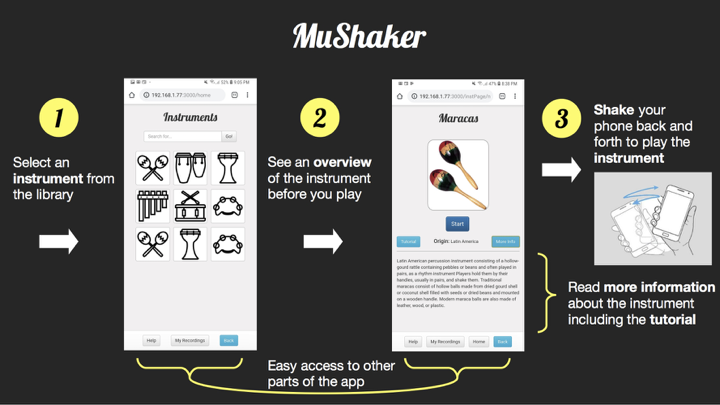 MuShaker
1
Select an
instrument from
the library
8:05 PM
192.168.1.77:3000/home
Instruments
Search for..
Go!
Help
My Recordings
Back
2
See an overview
of the instrument
before you play
8:28 PM
192.168.1.77:3000/instPage/
Maracas
Start
Tutorial
Origin: Latin America
More Info
Latin American percussion instrument consisting of a hollow-
gourd rattle containing pebbles or beans and often played in
pairs, as a rhythm instrument Players hold them by their
handles, usually in pairs, and shake them. Traditional
maracas consist of hollow balls made from dried gourd shell
or coconut shell filled with seeds or dried beans and mounted
on a wooden handle. Modern maraca balls are also made of
leather, wood, or plastic.
Help
My Recordings
Home
Back
3
Shake your
phone back and
forth to play the
instrument
Read more information
about the instrument
including the tutorial
Easy access to other
parts of the app